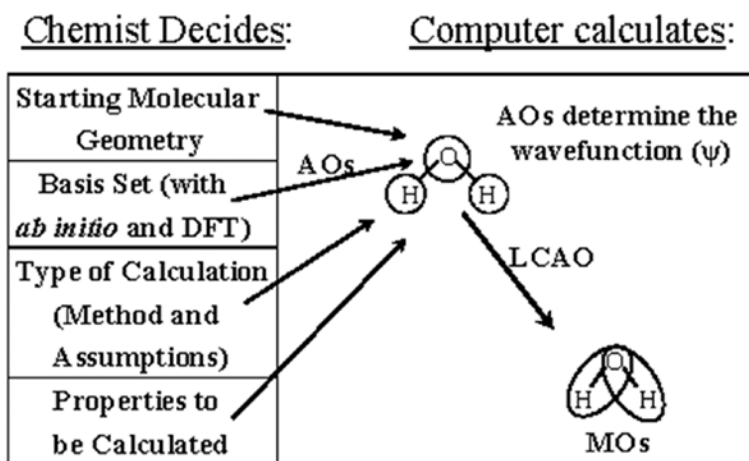 Chemist Decides:
Computer calculates:
Starting Molecular
Geometry
Basis Set (with
ab initio and DFT)
Type of Calculation
(Method and
Assumptions)
Properties to
be Calculated
AOs
O
H
H
AOs determine the
wavefunction (ψ)
LCAO
O
H
H
MOs